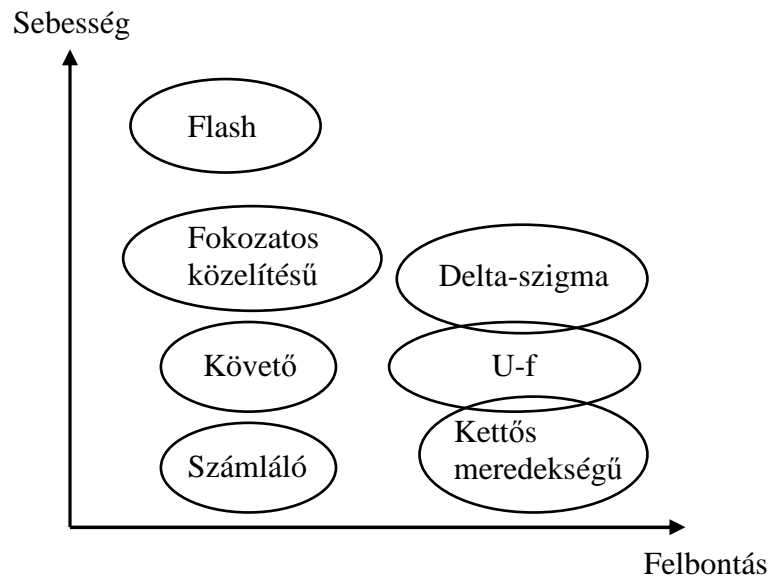 Sebesség
Flash
Fokozatos
közelítésű
Delta-szigma
Követő
U-f
Számláló
Kettős
meredekségű
Felbontás